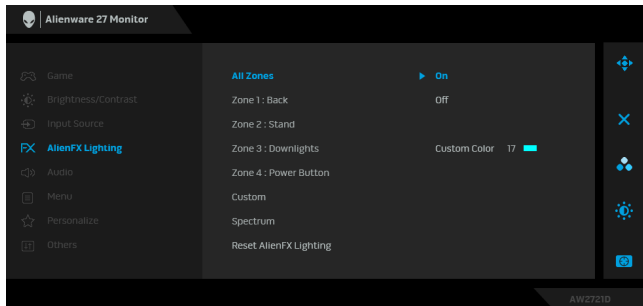 Alienware 27 Monitor
Game
Brightness/Contrast
Input Source
FX AlienFX Lighting
Audio
Menu
Personalize
Others
All Zones On
Zone 1 : Back Off
Zone 2 : Stand
Zone 3 : Downlights Custom Color 17
Zone 4 : Power Button
Custom
Spectrum
Reset AlienFX Lighting
AW2721D